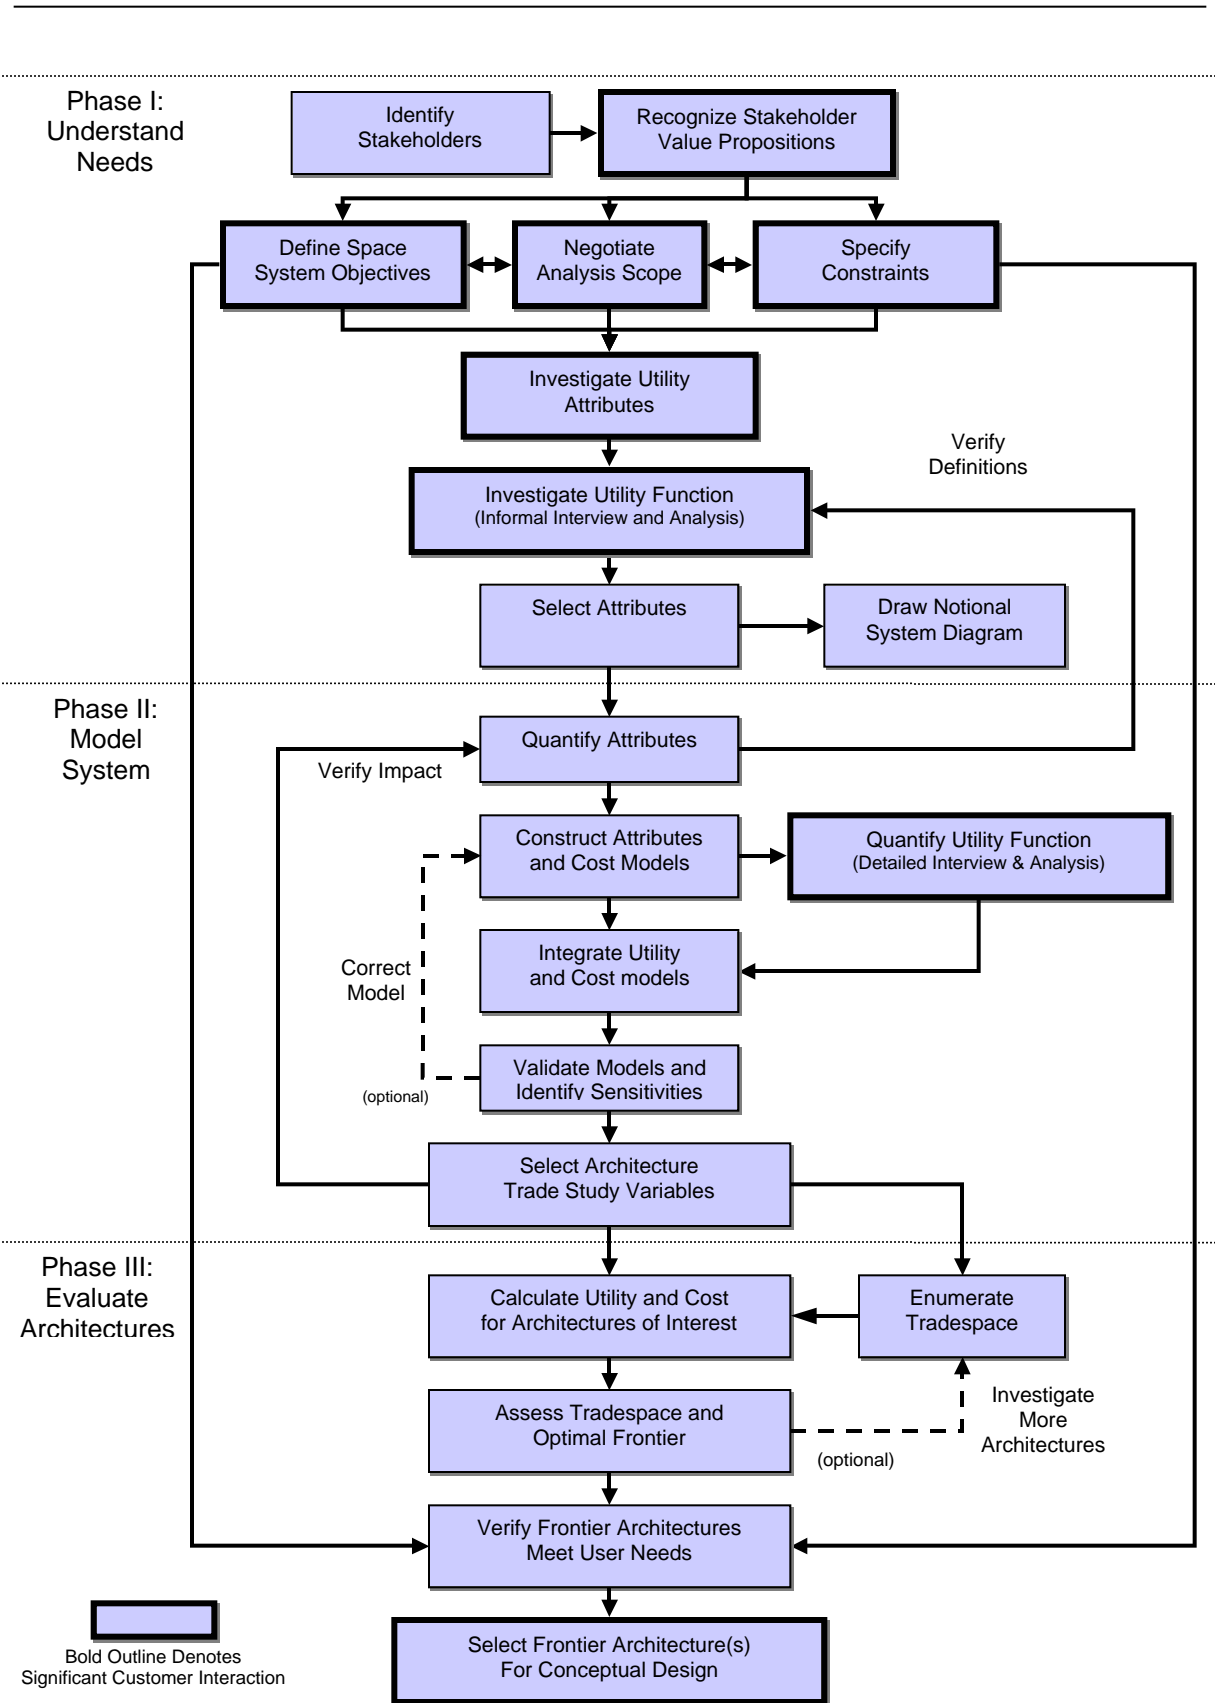 Phase I:
Understand
Needs
Identify
Stakeholders
Recognize Stakeholder
Value Propositions
Define Space
System Objectives
Negotiate
Analysis Scope
Specify
Constraints
Investigate Utility
Attributes
Verify
Definitions
Investigate Utility Function
(Informal Interview and Analysis)
Select Attributes
Draw Notional
System Diagram
Phase II:
Model
System
Quantify Attributes
Verify Impact
Construct Attributes
and Cost Models
Quantify Utility Function
(Detailed Interview & Analysis)
Correct
Model
Integrate Utility
and Cost models
Validate Models and
Identify Sensitivities
(optional)
Select Architecture
Trade Study Variables
Phase III:
Evaluate
Architectures
Calculate Utility and Cost
for Architectures of Interest
Enumerate
Tradespace
Assess Tradespace and
Optimal Frontier
Investigate
More
Architectures
(optional)
Verify Frontier Architectures
Meet User Needs
Select Frontier Architecture(s)
For Conceptual Design
Bold Outline Denotes
Significant Customer Interaction